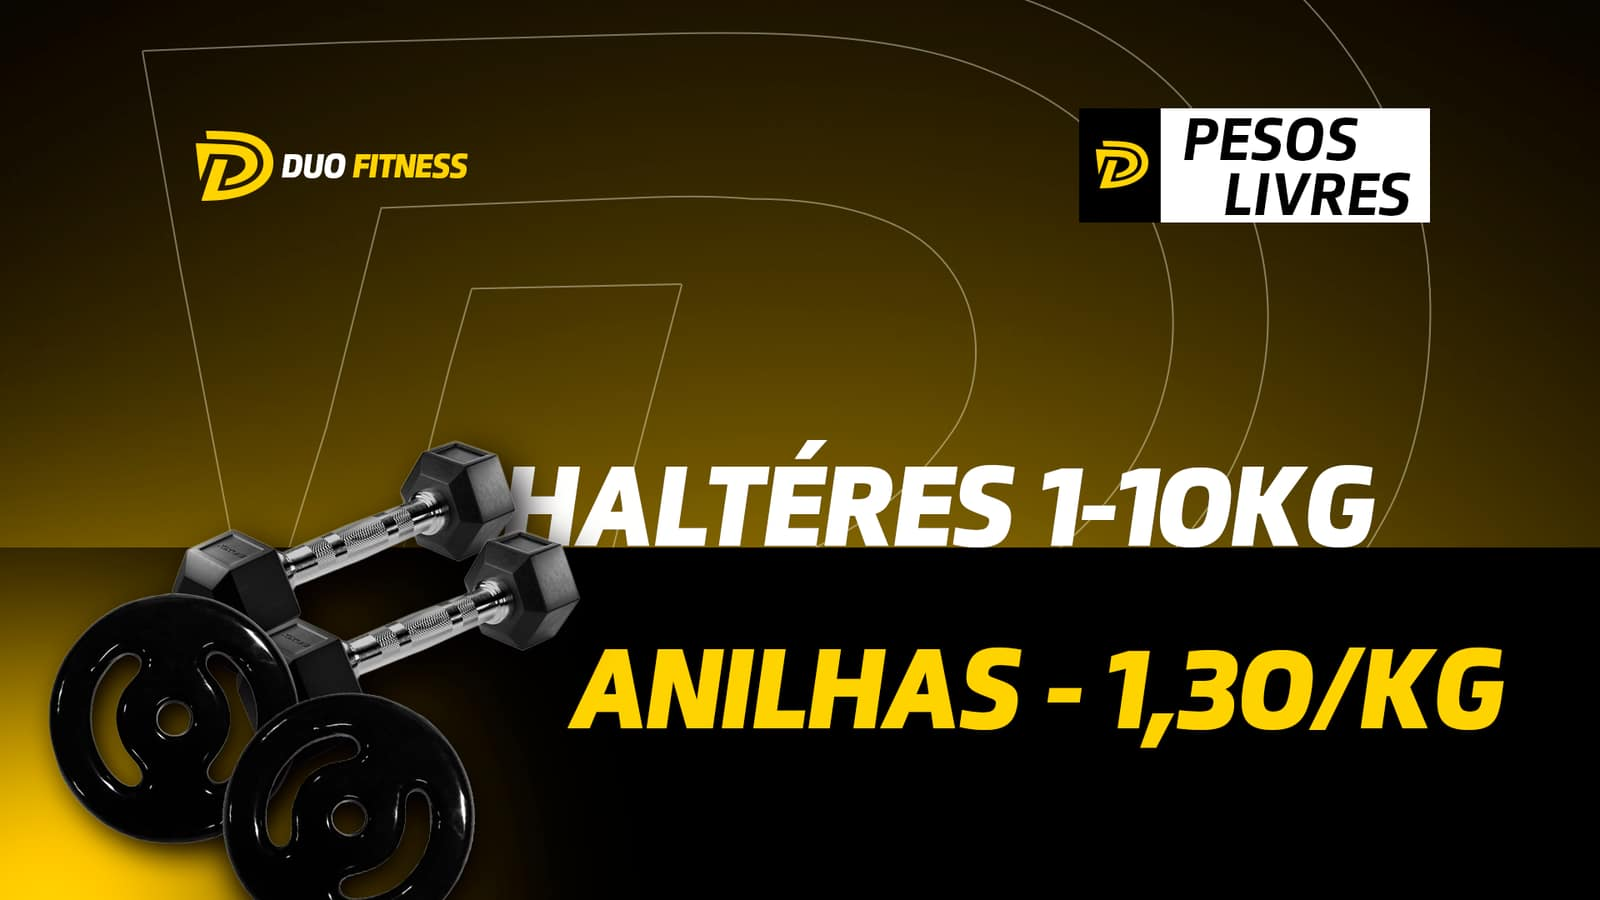 DUO FITNESS
PESOS
LIVRES
HALTÉRES 1-10KG
ANILHAS - 1,30/KG